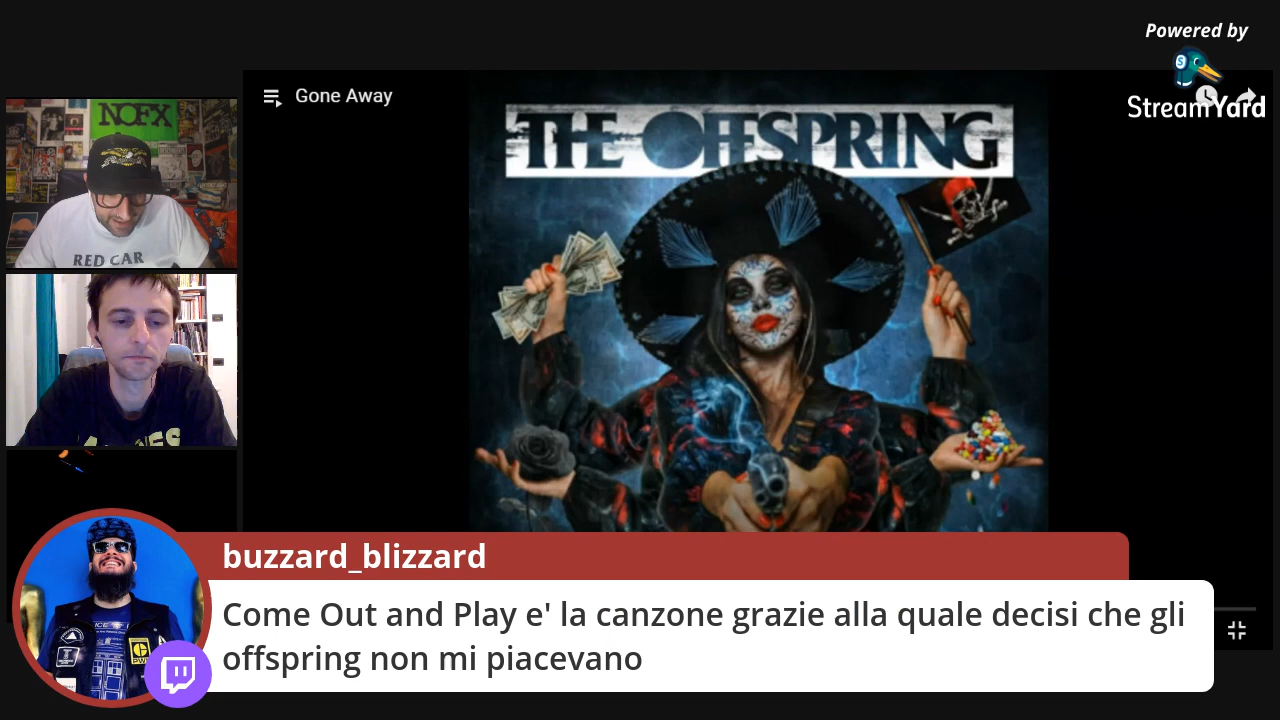 Powered by
StreamYard
Gone Away
THE OFFSPRING
NOFX
RED CAR
buzzard_blizzard
Come Out and Play e' la canzone grazie alla quale decisi che gli
offspring non mi piacevano